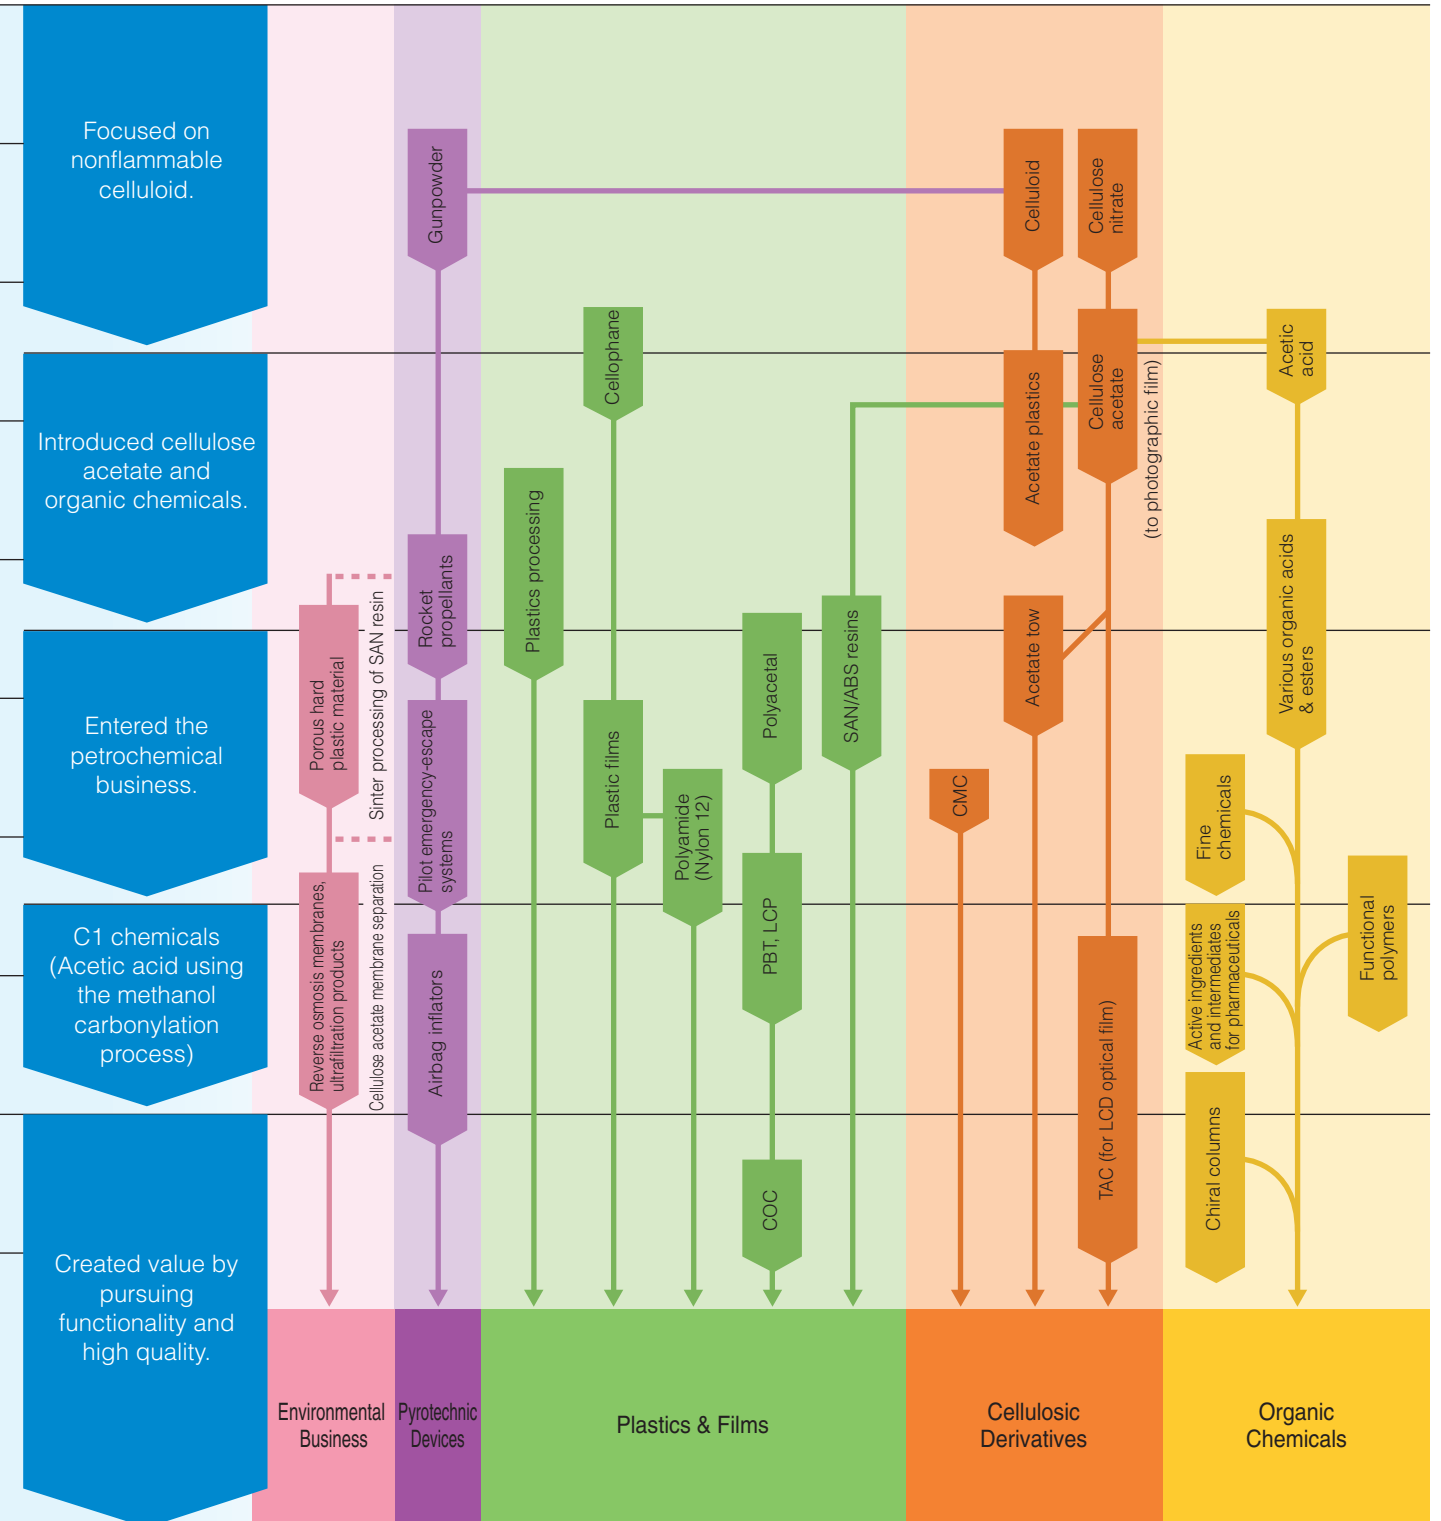 Focused on
nonflammable
celluloid.
Introduced cellulose
acetate and
organic chemicals.
Entered the
petrochemical
business.
C1 chemicals
(Acetic acid using
the methanol
carbonylation
process)
Created value by
pursuing
functionality and
high quality.
Porous hard
plastic material
Sinter processing of SAN resin
Reverse osmosis membranes,
ultrafiltration products
Cellulose acetate membrane separation
Environmental
Business
Gunpowder
Rocket
propellants
Pilot emergency-escape
systems
Airbag inflators
Pyrotechnic
Devices
Plastics processing
Cellophane
Plastic films
Polyamide
(Nylon 12)
Polyacetal
PBT, LCP
COC
SAN/ABS resins
Plastics & Films
CMC
Celluloid
Acetate plastics
Acetate tow
Cellulose
nitrate
Cellulose
acetate
(to photographic film)
TAC (for LCD optical film)
Cellulosic
Derivatives
Acetic
acid
Various organic acids
& esters
Fine
chemicals
Active ingredients
and intermediates
for pharmaceuticals
Chiral columns
Functional
polymers
Organic
Chemicals